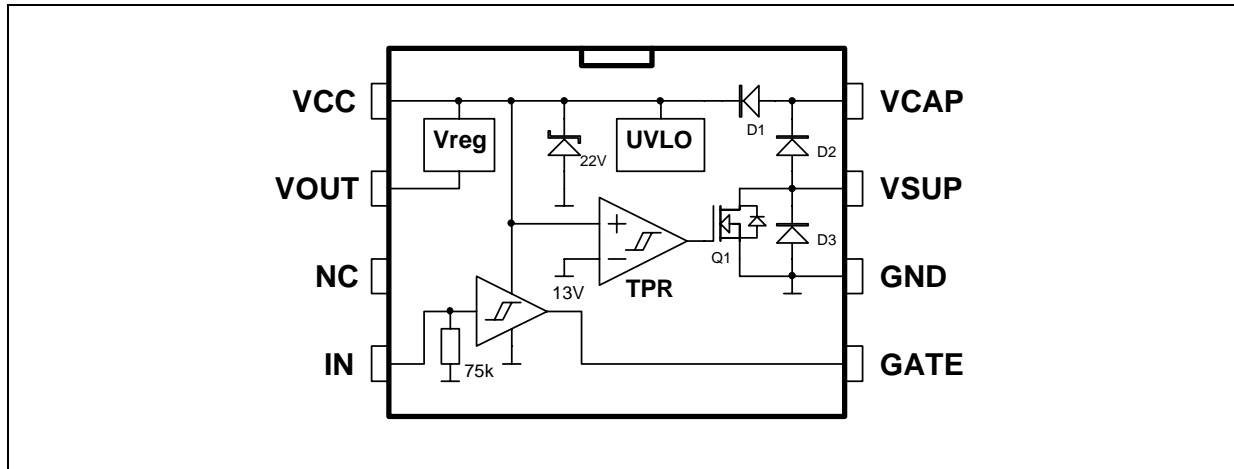 VCC
VCAP
D1
Vreg
22V
UVLO
D2
VOUT
VSUP
+
−
Q1
D3
NC
13V
TPR
GND
IN
75k
GATE